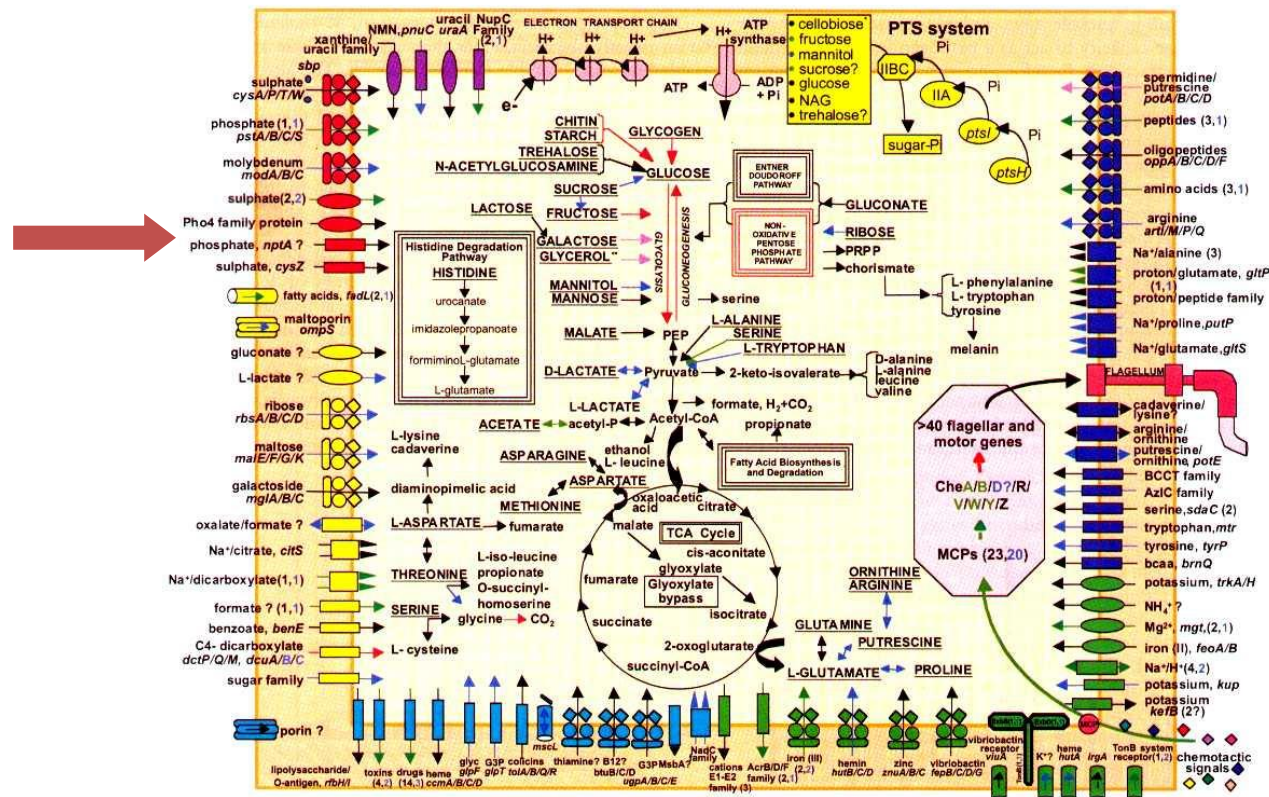 NMN, pnuC
uracil
uraA
NupC
Family
(2,1)
xanthine/
uracil family
ELECTRON TRANSPORT CHAIN
H+
H+
H+
H+
ATP
synthase
e-
ATP
ADP
+ Pi
cellobiose*
fructose
mannitol
sucrose?
glucose
NAG
trehalose?
PTS system
IIBC
Pi
IIA
Pi
ptsI
Pi
ptsH
sugar-Pi
sbp
sulphate
cysA/P/T/W
phosphate (1,1)
pstA/B/C/S
molybdenum
modA/B/C
sulphate(2,2)
Pho4 family protein
phosphate, nptA ?
sulphate, cysZ
fatty acids, fadL(2,1)
maltoporin
ompS
gluconate ?
L-lactate ?
ribose
rbsA/B/C/D
maltose
malE/F/G/K
galactoside
mglA/B/C
oxalate/formate ?
Na+/citrate, citS
Na+/dicarboxylate(1,1)
formate ? (1,1)
benzoate, benE
C4- dicarboxylate
dctP/Q/M, dcuA/B/C
sugar family
porin ?
CHITIN
STARCH
GLYCOGEN
TREHALOSE
N-ACETYLGLUCOSAMINE
GLUCOSE
SUCROSE
FRUCTOSE
LACTOSE
GALACTOSE
GLYCEROL**
MANNITOL
MANNOSE
GLYCOLYSIS
GLUCONEOGENESIS
ENTNER
DOUDOROFF
PATHWAY
NON-
OXIDATIVE
PENTOSE
PHOSPHATE
PATHWAY
GLUCONATE
RIBOSE
PRPP
chorismate
L- phenylalanine
L- tryptophan
tyrosine
melanin
Histidine Degradation
Pathway
HISTIDINE
urocanate
imidazolepropanoate
forminoL-glutamate
L-glutamate
serine
MALATE
PEP
L-ALANINE
SERINE
L-TRYPTOPHAN
D-LACTATE
Pyruvate
2-keto-isovalerate
D-alanine
L-alanine
leucine
valine
L-LACTATE
ACETATE
acetyl-P
Acetyl-CoA
formate, H2+CO2
propionate
ethanol
L- leucine
Fatty Acid Biosynthesis
and Degradation
L-lysine
cadaverine
ASPARAGINE
ASPARTATE
diaminopimelic acid
METHIONINE
L-ASPARTATE
fumarate
THREONINE
L-iso-leucine
propionate
O-succinyl-
homoserine
SERINE
glycine
CO2
L- cysteine
oxaloacetic
acid
citrate
malate
TCA Cycle
cis-aconitate
glyoxylate
Glyoxylate
bypass
fumarate
isocitrate
succinate
2-oxoglutarate
succinyl-CoA
ORNITHINE
ARGININE
GLUTAMINE
PUTRESCINE
L-GLUTAMATE
PROLINE
>40 flagellar and
motor genes
CheA/B/D?/R/
V/W/Y/Z
MCPs (23,20)
FLAGELLUM
spermidine/
putrescine
potA/B/C/D
peptides (3,1)
oligopeptides
oppA/B/C/D/F
amino acids (3,1)
arginine
artI/M/P/Q
Na+/alanine (3)
proton/glutamate, gltP
(1,1)
proton/peptide family
Na+/proline, putP
Na+/glutamate,gltS
cadaverine/
lysine?
arginine/
ornithine
putrescine/
ornithine, potE
BCCT family
AzlC family
serine,sdaC (2)
tryptophan,mtr
tyrosine, tyrP
bcaa, brnQ
potassium, trkA/H
NH4+ ?
Mg2+, mgt,(2,1)
iron (II), feoA/B
Na+/H+(4,2)
potassium, kup
potassium
kefB (2?)
lipolysaccharide/
O-antigen, rfbH/I
toxins
(4,2)
drugs
(14,3)
heme
ccmA/B/C/D
glyc
glpF
G3P
glpT
colicins
tolA/B/Q/R
mscL
thiamine?
B12?
btuB/C/D
G3P
ugpA/B/C/E
MsbA?
NadC
family
cations
E1-E2
family (3)
AcrB/D/F
family (2,1)
iron (III)
(2,2)
hemin
hutB/C/D
zinc
znuA/B/C
vibriobactin
fepB/C/D/G
vibriobactin
receptor
viuA
K+?
heme
hutA
MCP
irgA
TonB system
receptor(1,2)
chemotactic
signals